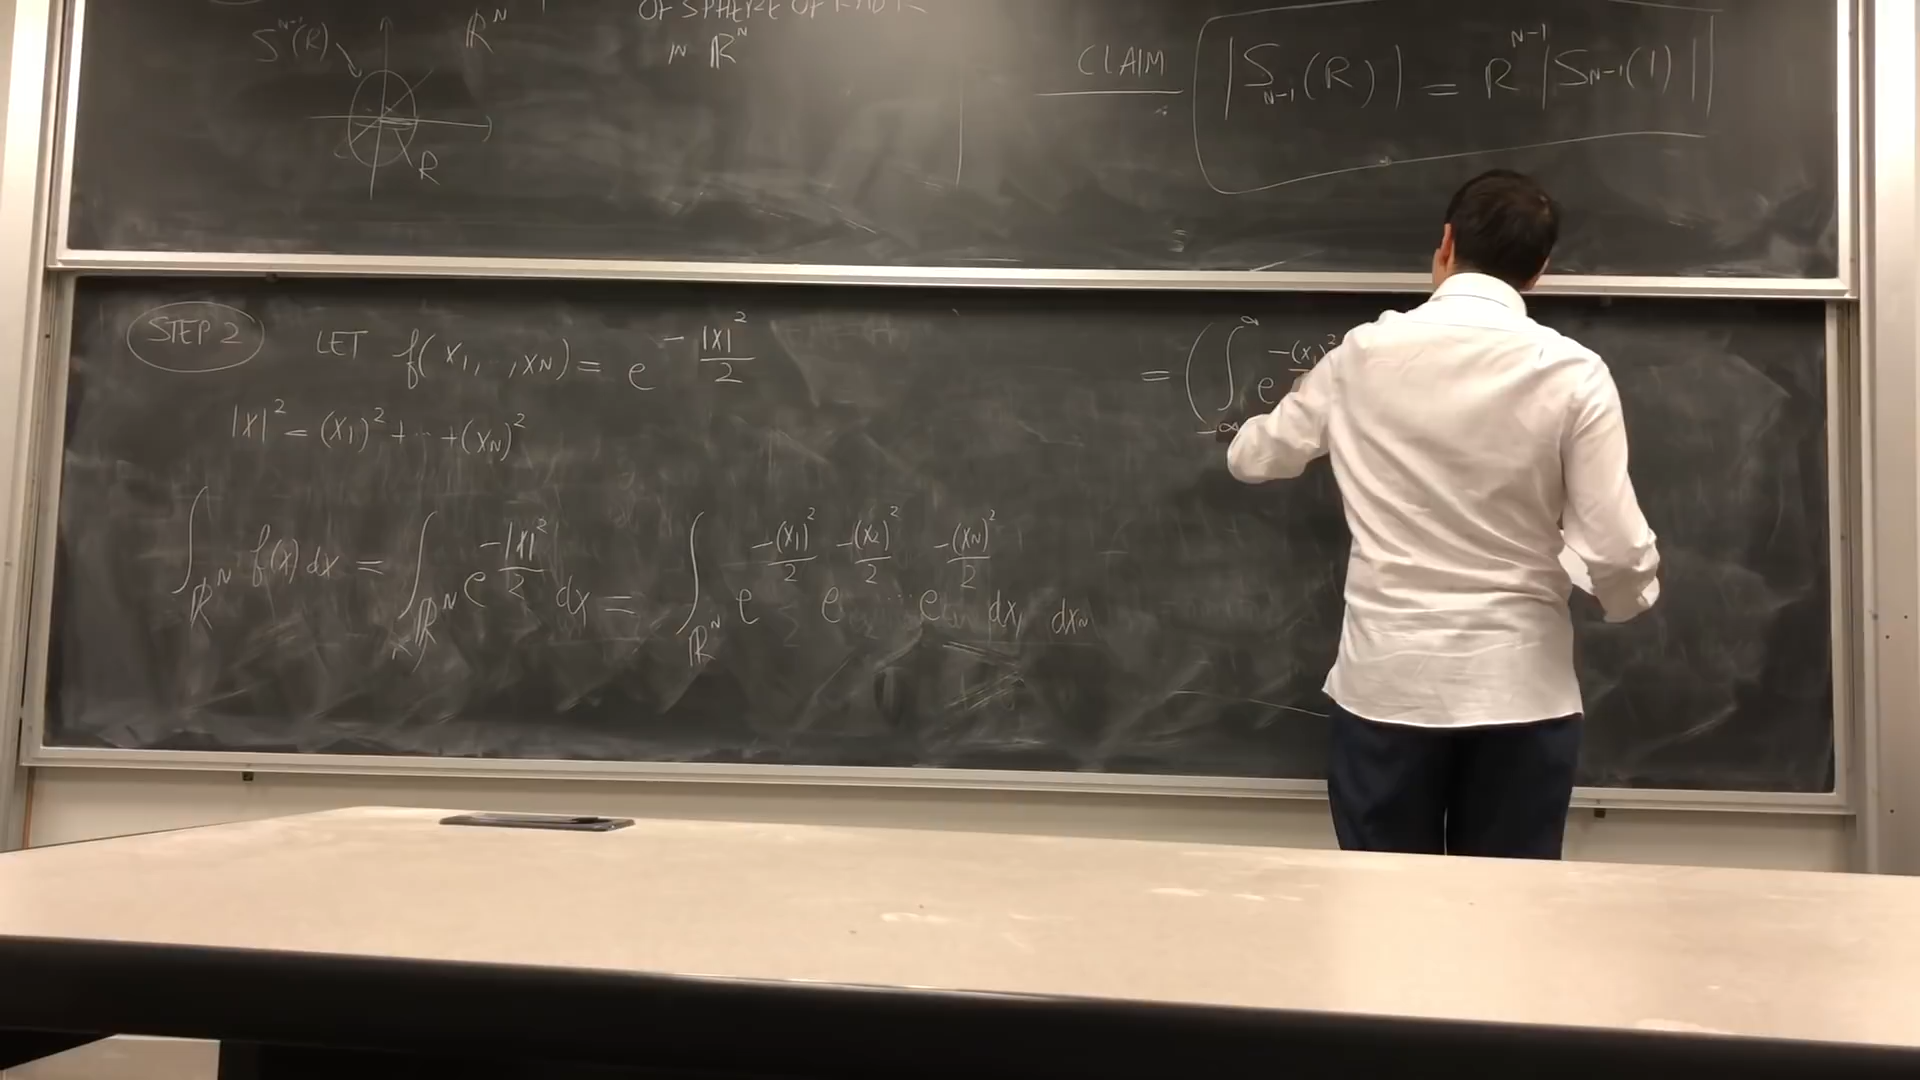 S^{N-1}(R)
ℝ^N
R
OF SPHERE OF
IN ℝ^N
CLAIM |S_{N-1}(R)| = R^{N-1} |S_{N-1}(1)|
STEP 2 LET f(x_1, , x_N) = e^{-|x|^2/2}
|x|^2 = (x_1)^2 + ... + (x_N)^2
∫_{ℝ^N} f(x) dx = ∫_{ℝ^N} e^{-|x|^2/2} dx = ∫_{ℝ^N} e^{-(x_1)^2/2} e^{-(x_2)^2/2} ... e^{-(x_N)^2/2} dx_1 dx_N
= (∫_{-∞}^{∞} e^{-(x_1)^2